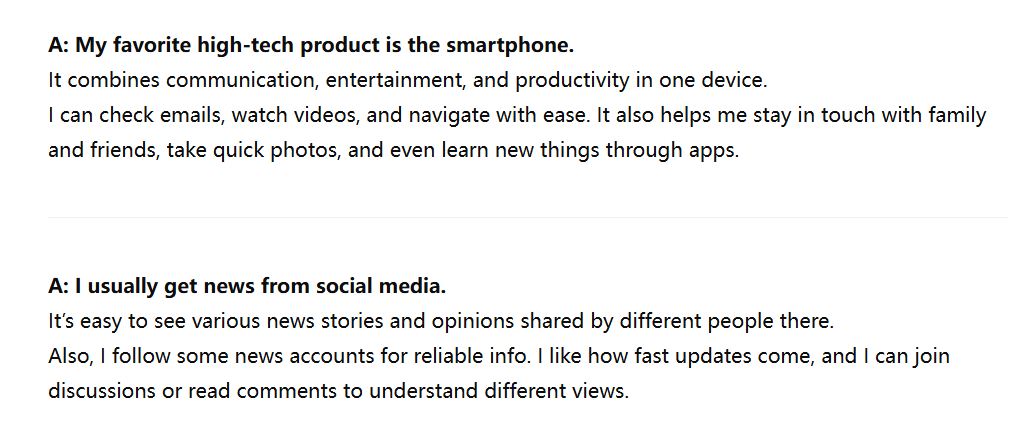 A: My favorite high-tech product is the smartphone.
It combines communication, entertainment, and productivity in one device.
I can check emails, watch videos, and navigate with ease. It also helps me stay in touch with family
and friends, take quick photos, and even learn new things through apps.
A: I usually get news from social media.
It’s easy to see various news stories and opinions shared by different people there.
Also, I follow some news accounts for reliable info. I like how fast updates come, and I can join
discussions or read comments to understand different views.